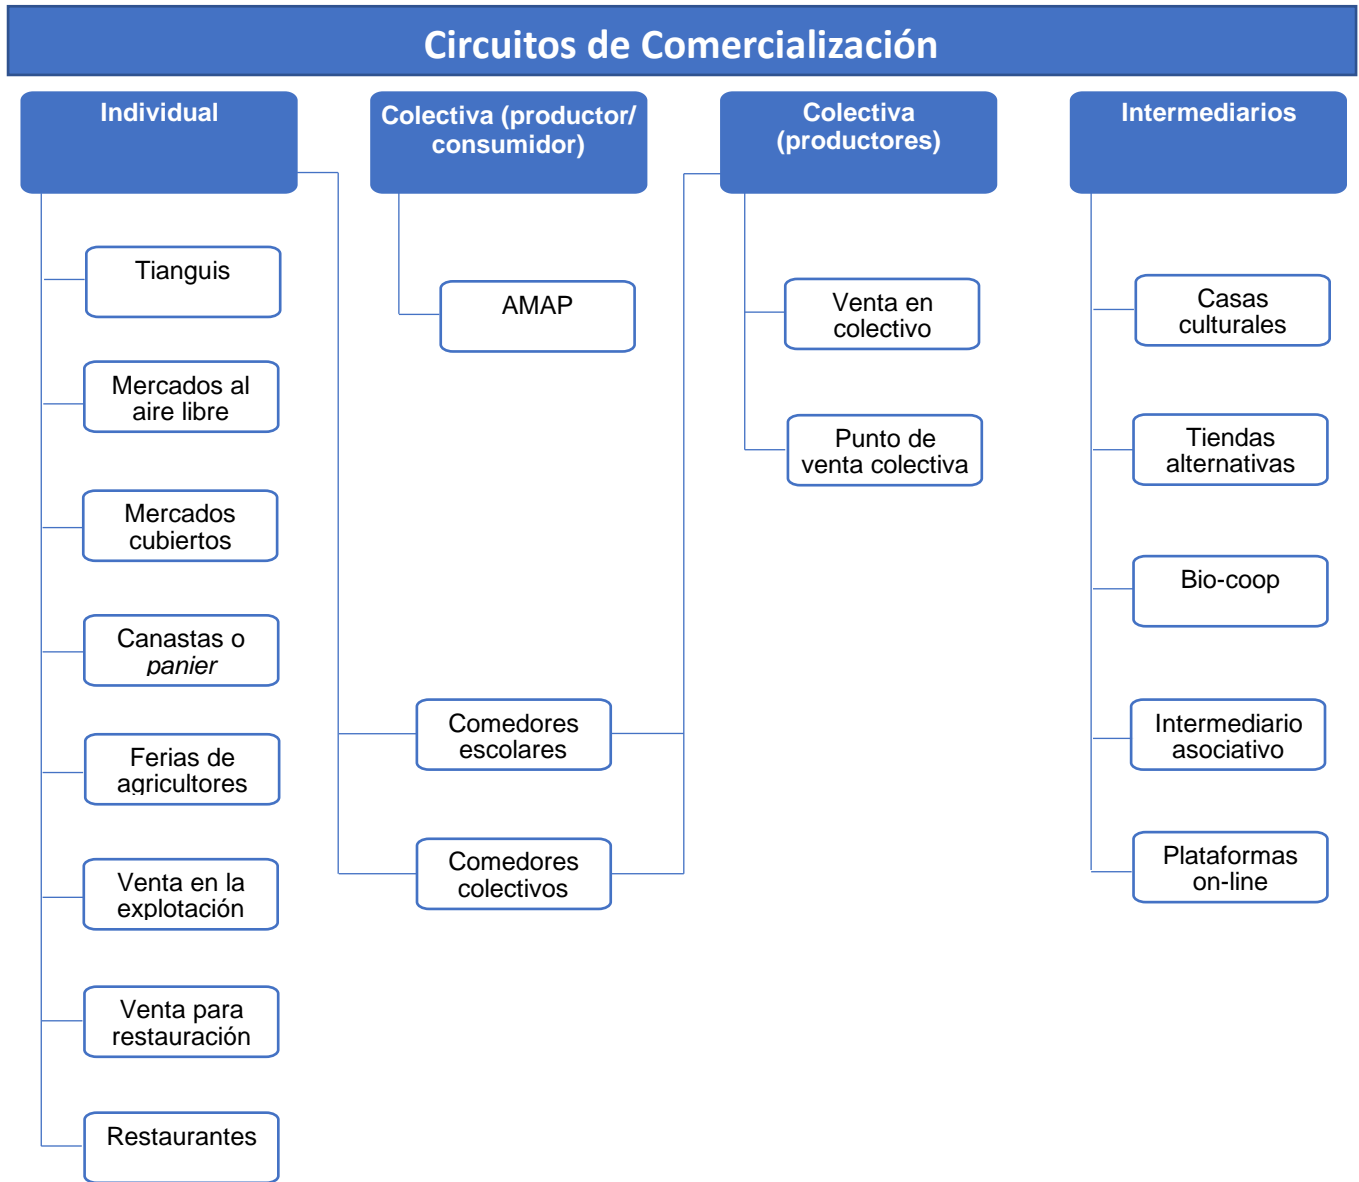 Circuitos de Comercialización
Individual
Colectiva (productor/
consumidor)
Colectiva
(productores)
Intermediarios
Tianguis
Mercados al
aire libre
Mercados
cubiertos
Canastas o
panier
Ferias de
agricultores
Venta en la
explotación
Venta para
restauración
Restaurantes
AMAP
Comedores
escolares
Comedores
colectivos
Venta en
colectivo
Punto de
venta colectiva
Casas
culturales
Tiendas
alternativas
Bio-coop
Intermediario
asociativo
Plataformas
on-line